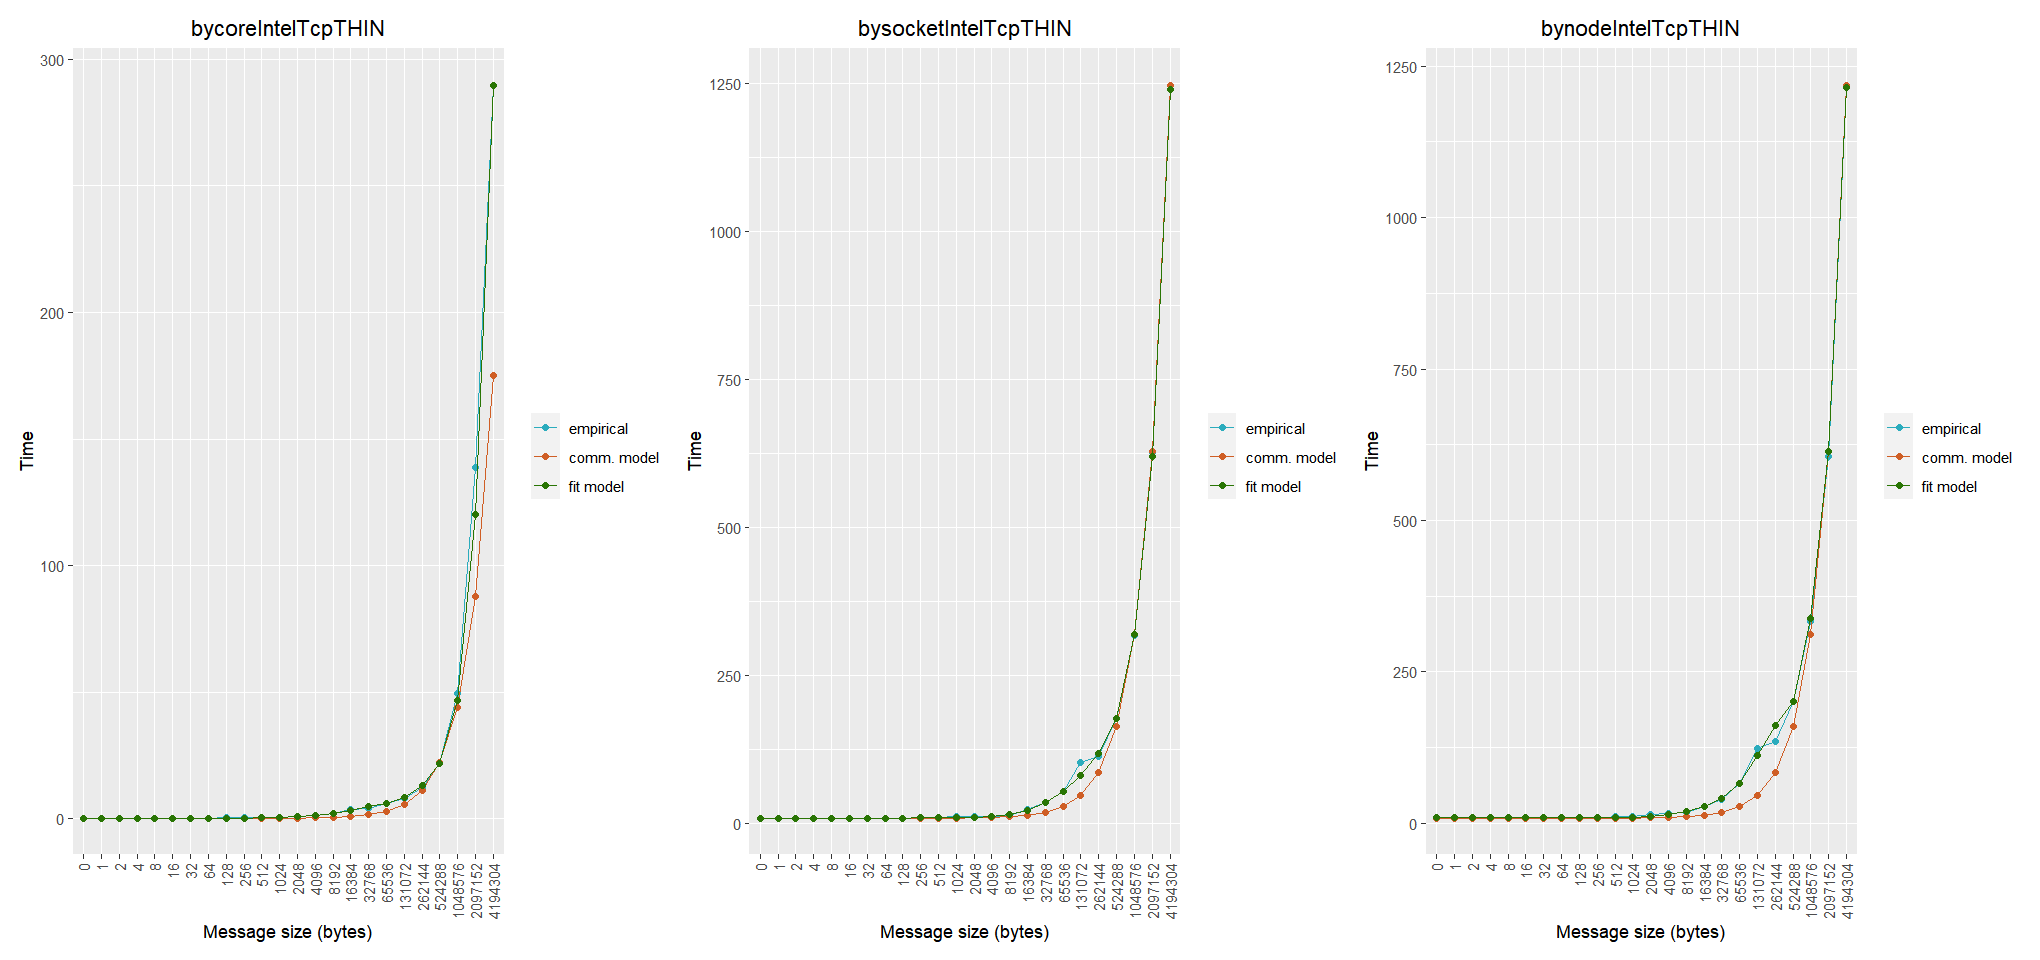 bycoreIntelTcpTHIN
300
200
100
0
Time
0 1 2 4 8 16 32 64 128 256 512 1024 2048 4096 8192 16384 32768 65536 131072 262144 524288 1048576 2097152 4194304
Message size (bytes)
empirical
comm. model
fit model
bysocketIntelTcpTHIN
1250
1000
750
500
250
0
Time
0 1 2 4 8 16 32 64 128 256 512 1024 2048 4096 8192 16384 32768 65536 131072 262144 524288 1048576 2097152 4194304
Message size (bytes)
empirical
comm. model
fit model
bynodeIntelTcpTHIN
1250
1000
750
500
250
0
Time
0 1 2 4 8 16 32 64 128 256 512 1024 2048 4096 8192 16384 32768 65536 131072 262144 524288 1048576 2097152 4194304
Message size (bytes)
empirical
comm. model
fit model